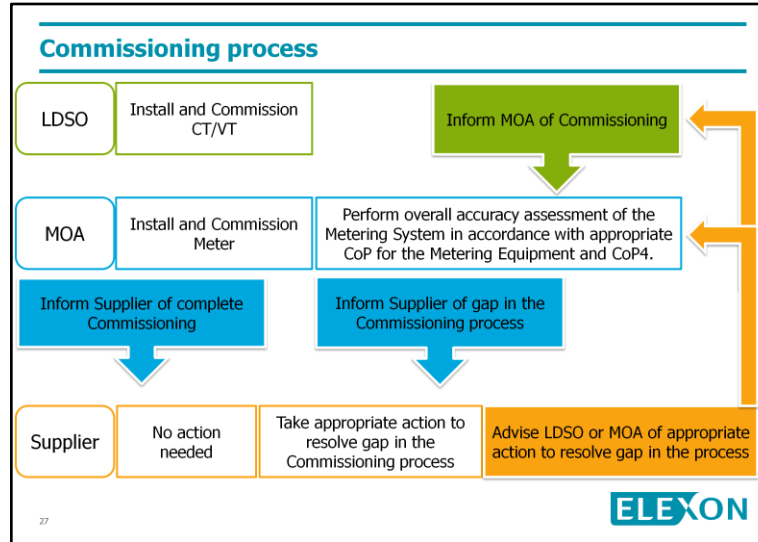 Commissioning process
LDSO
Install and Commission
CT/VT
Inform MOA of Commissioning
MOA
Install and Commission
Meter
Perform overall accuracy assessment of the
Metering System in accordance with appropriate
CoP for the Metering Equipment and CoP4.
Inform Supplier of complete
Commissioning
Inform Supplier of gap in the
Commissioning process
Supplier
No action
needed
Take appropriate action to
resolve gap in the
Commissioning process
Advise LDSO or MOA of appropriate
action to resolve gap in the process
27
ELEXON